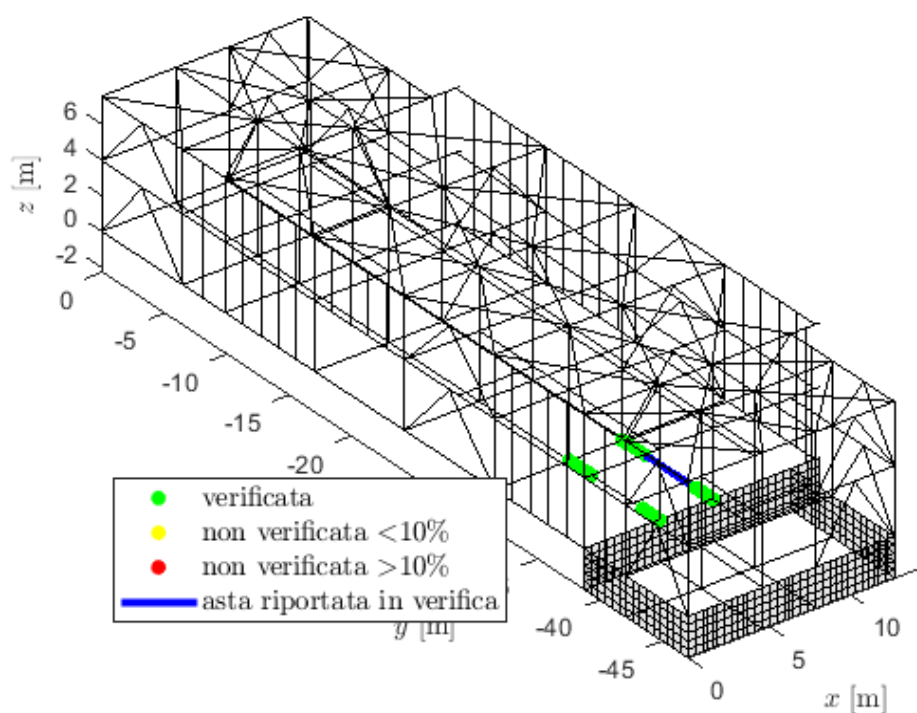 6
4
2
0
-2
z [m]
0
-5
-10
-15
-20
-40
-45
y [m]
0
5
10
x [m]
verificata
non verificata <10%
non verificata >10%
asta riportata in verifica